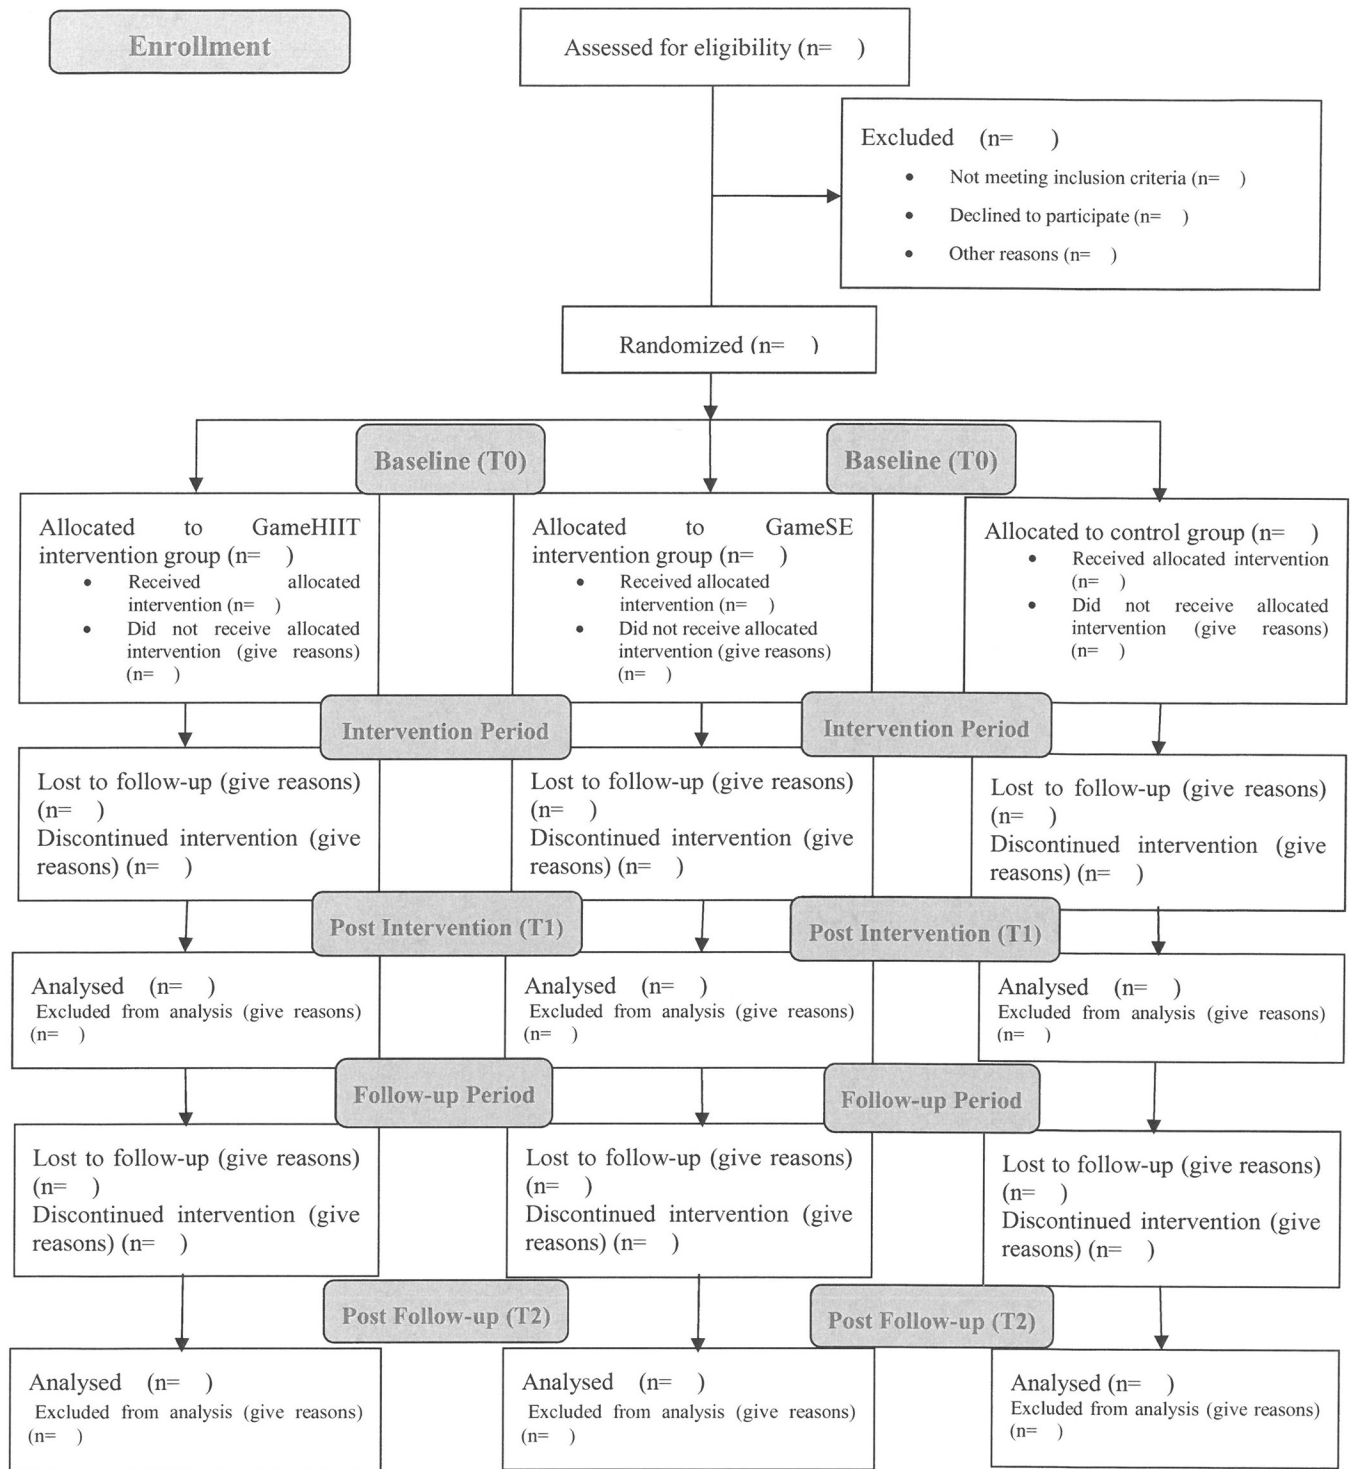 Enrollment
Assessed for eligibility (n= )
Excluded (n= )
• Not meeting inclusion criteria (n= )
• Declined to participate (n= )
• Other reasons (n= )
Randomized (n= )
Baseline (T0)
Baseline (T0)
Allocated to GameHIIT
intervention group (n= )
• Received allocated
intervention (n= )
• Did not receive allocated
intervention (give reasons)
(n= )
Allocated to GameSE
intervention group (n= )
• Received allocated
intervention (n= )
• Did not receive allocated
intervention (give reasons)
(n= )
Allocated to control group (n= )
• Received allocated intervention
(n= )
• Did not receive allocated
intervention (give reasons)
(n= )
Intervention Period
Intervention Period
Lost to follow-up (give reasons)
(n= )
Discontinued intervention (give
reasons) (n= )
Lost to follow-up (give reasons)
(n= )
Discontinued intervention (give
reasons) (n= )
Lost to follow-up (give reasons)
(n= )
Discontinued intervention (give
reasons) (n= )
Post Intervention (T1)
Post Intervention (T1)
Analysed (n= )
Excluded from analysis (give reasons)
(n= )
Analysed (n= )
Excluded from analysis (give reasons)
(n= )
Analysed (n= )
Excluded from analysis (give reasons)
(n= )
Follow-up Period
Follow-up Period
Lost to follow-up (give reasons)
(n= )
Discontinued intervention (give
reasons) (n= )
Lost to follow-up (give reasons)
(n= )
Discontinued intervention (give
reasons) (n= )
Lost to follow-up (give reasons)
(n= )
Discontinued intervention (give
reasons) (n= )
Post Follow-up (T2)
Post Follow-up (T2)
Analysed (n= )
Excluded from analysis (give reasons)
(n= )
Analysed (n= )
Excluded from analysis (give reasons)
(n= )
Analysed (n= )
Excluded from analysis (give reasons)
(n= )